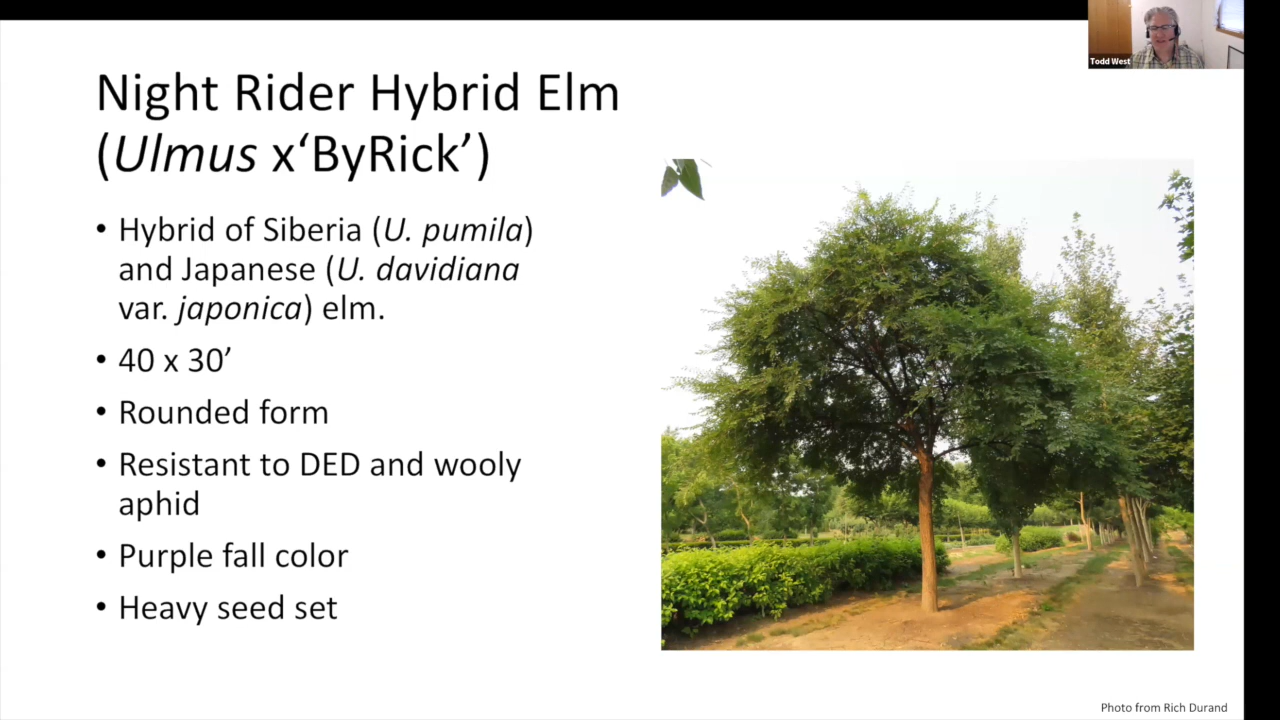 Todd West
Night Rider Hybrid Elm
(Ulmus x‘ByRick’)
• Hybrid of Siberia (U. pumila)
and Japanese (U. davidiana
var. japonica) elm.
• 40 x 30’
• Rounded form
• Resistant to DED and wooly
aphid
• Purple fall color
• Heavy seed set
Photo from Rich Durand